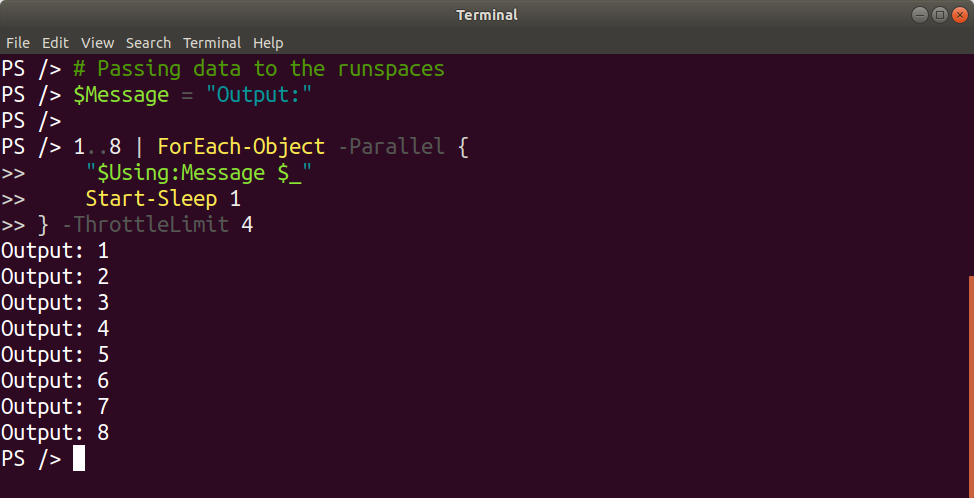 Terminal
File Edit View Search Terminal Help
PS /> # Passing data to the runspaces
PS /> $Message = "Output:"
PS />
PS /> 1..8 | ForEach-Object -Parallel {
>>     "$Using:Message $_"
>>     Start-Sleep 1
>> } -ThrottleLimit 4
Output: 1
Output: 2
Output: 3
Output: 4
Output: 5
Output: 6
Output: 7
Output: 8
PS />